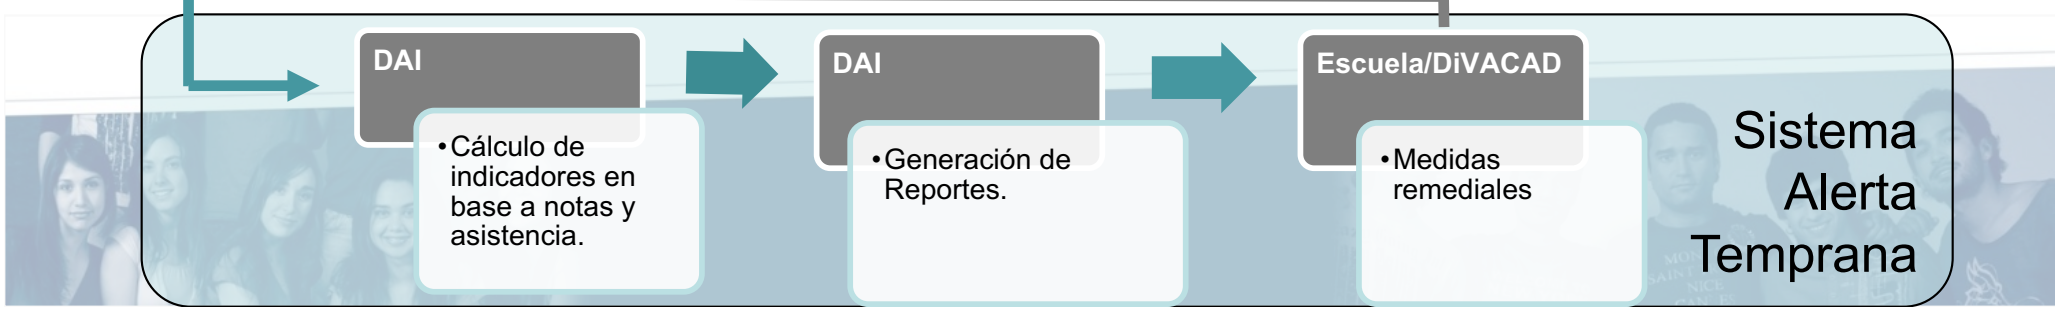 DAI
•Cálculo de
indicadores en
base a notas y
asistencia.
DAI
•Generación de
Reportes.
Escuela/DiVACAD
•Medidas
remediales
Sistema
Alerta
Temprana